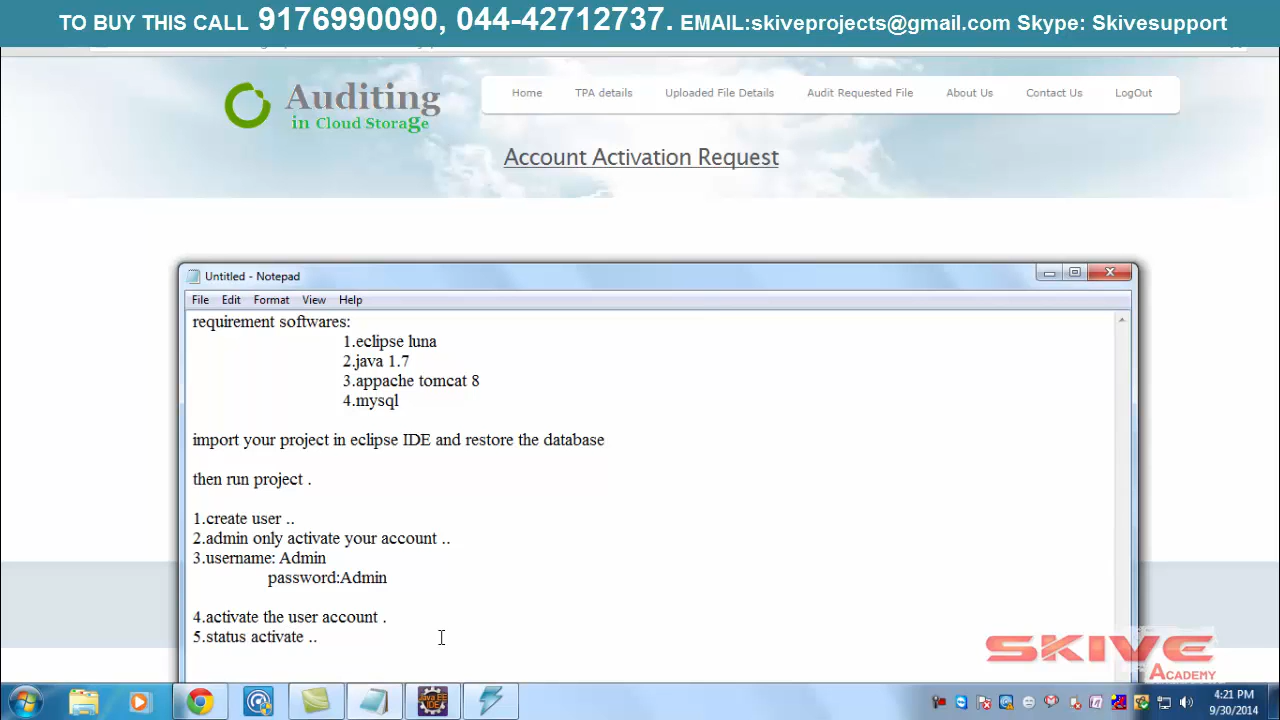 TO BUY THIS CALL 9176990090, 044-42712737. EMAIL:skiveprojects@gmail.com Skype: Skivesupport
Auditing
in Cloud Storage
Home TPA details Uploaded File Details Audit Requested File About Us Contact Us LogOut
Account Activation Request
Untitled - Notepad
File Edit Format View Help
requirement softwares:
1.eclipse luna
2.java 1.7
3.appache tomcat 8
4.mysql
import your project in eclipse IDE and restore the database
then run project .
1.create user ..
2.admin only activate your account ..
3.username: Admin
password:Admin
4.activate the user account .
5.status activate ..
SKIVE
ACADEMY
Java EE
IDE
4:21 PM
9/30/2014